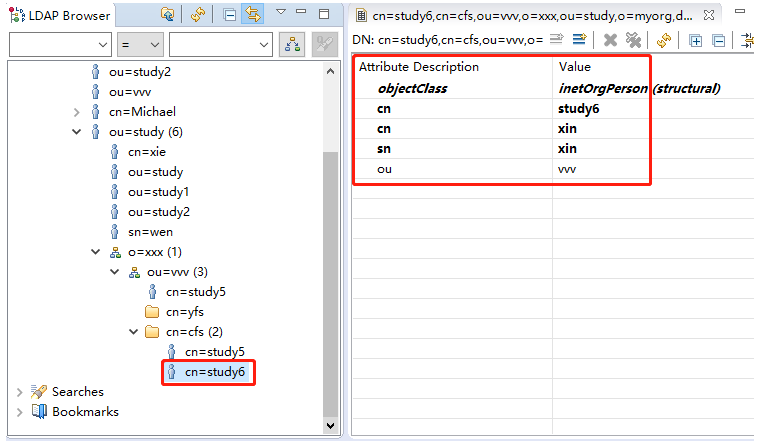 LDAP Browser
=
ou=study2
ou=vvv
cn=Michael
ou=study (6)
cn=xie
ou=study
ou=study1
ou=study2
sn=wen
o=xxx (1)
ou=vvv (3)
cn=study5
cn=yfs
cn=cfs (2)
cn=study5
cn=study6
Searches
Bookmarks
cn=study6,cn=cfs,ou=vvv,o=xxx,ou=study,o=myorg,d...
DN: cn=study6,cn=cfs,ou=vvv,o=
Attribute Description Value
objectClass inetOrgPerson (structural)
cn study6
cn xin
sn xin
ou vvv